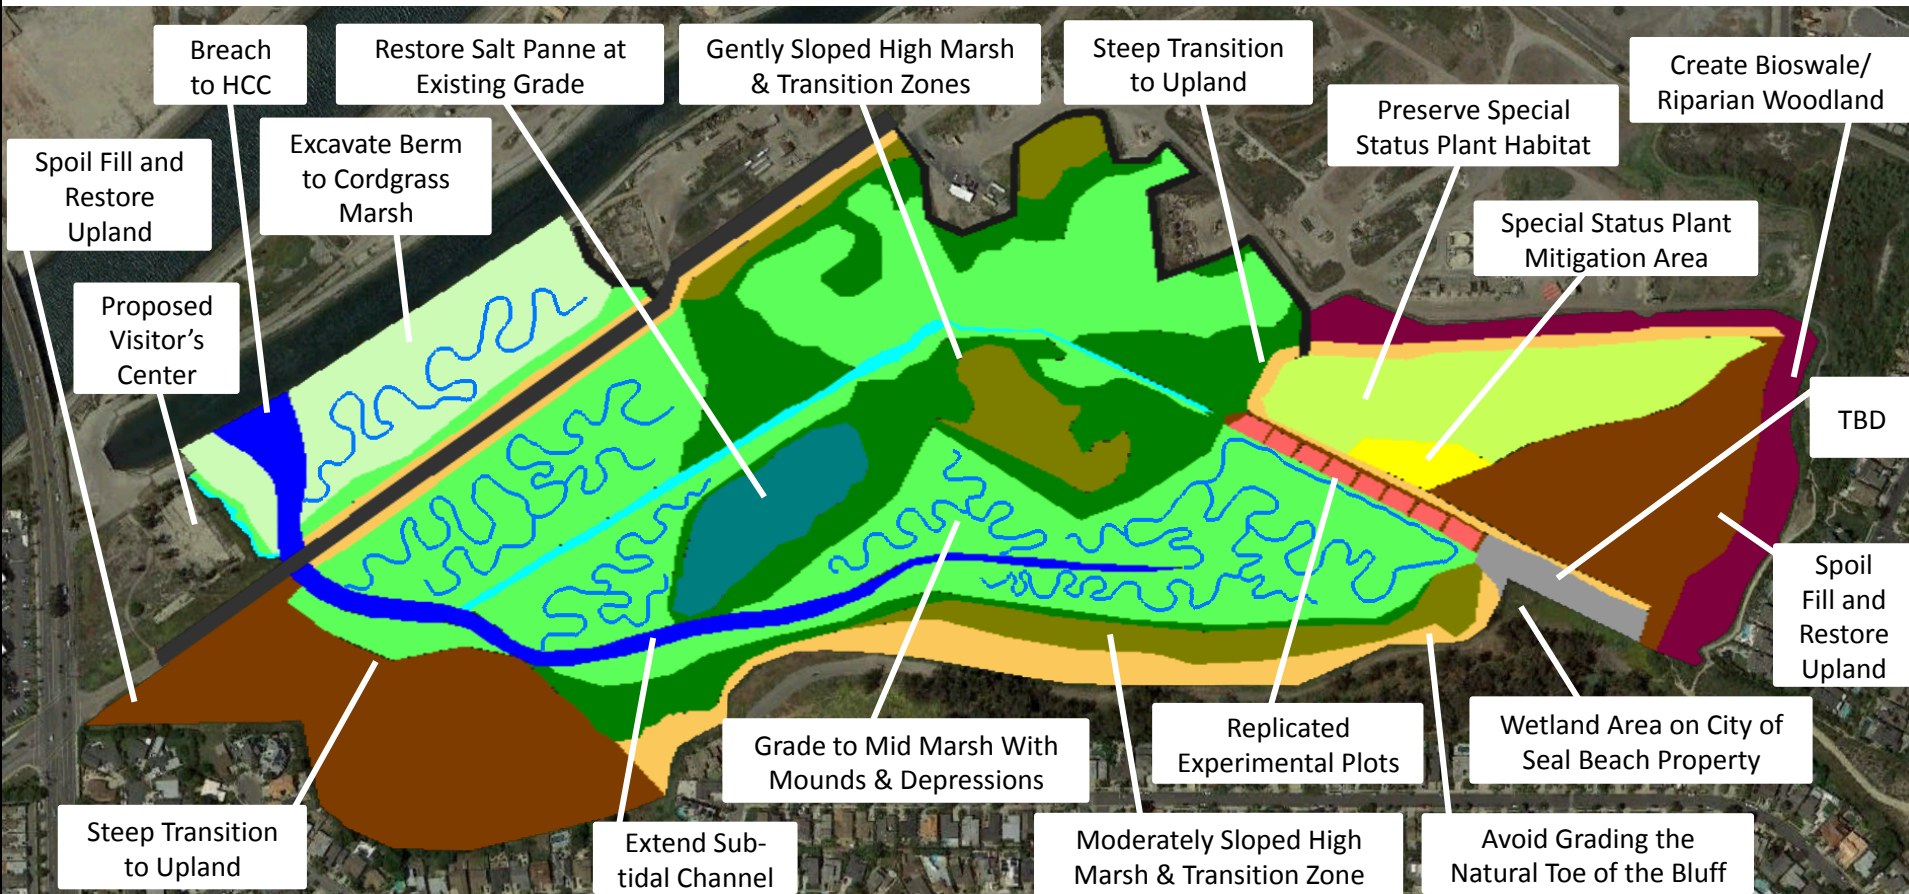 Breach
to HCC
Restore Salt Panne at
Existing Grade
Gently Sloped High Marsh
& Transition Zones
Steep Transition
to Upland
Create Bioswale/
Riparian Woodland
Preserve Special
Status Plant Habitat
Spoil Fill and
Restore
Upland
Excavate Berm
to Cordgrass
Marsh
Special Status Plant
Mitigation Area
Proposed
Visitor's
Center
TBD
Spoil
Fill and
Restore
Upland
Wetland Area on City of
Seal Beach Property
Replicated
Experimental Plots
Grade to Mid Marsh With
Mounds & Depressions
Steep Transition
to Upland
Extend Sub-
tidal Channel
Moderately Sloped High
Marsh & Transition Zone
Avoid Grading the
Natural Toe of the Bluff